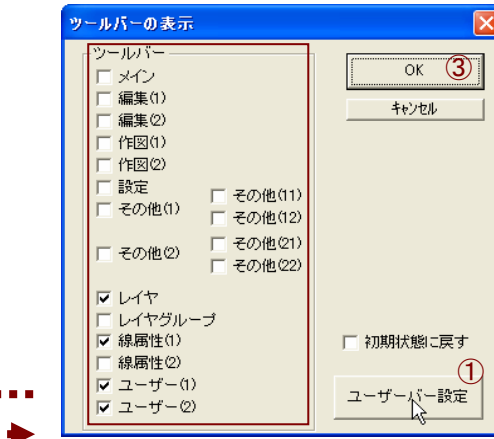 ツールバーの表示
ツールバー
メイン
編集(1)
編集(2)
作図(1)
作図(2)
設定
その他(1)
その他(11)
その他(12)
その他(2)
その他(21)
その他(22)
レイヤ
レイヤグループ
線属性(1)
線属性(2)
ユーザー(1)
ユーザー(2)
OK ③
キャンセル
初期状態に戻す
①
ユーザーバー設定